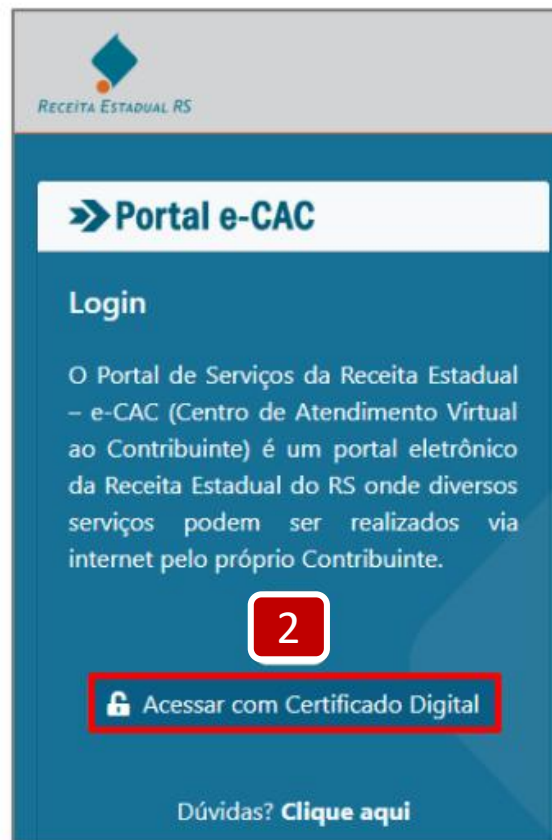 RECEITA ESTADUAL RS
Portal e-CAC
Login
O Portal de Serviços da Receita Estadual
– e-CAC (Centro de Atendimento Virtual
ao Contribuinte) é um portal eletrônico
da Receita Estadual do RS onde diversos
serviços podem ser realizados via
internet pelo próprio Contribuinte.
2
Acessar com Certificado Digital
Dúvidas? Clique aqui